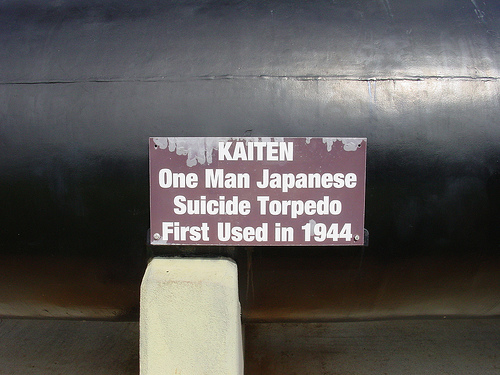 KAITEN
One Man Japanese
Suicide Torpedo
First Used in 1944